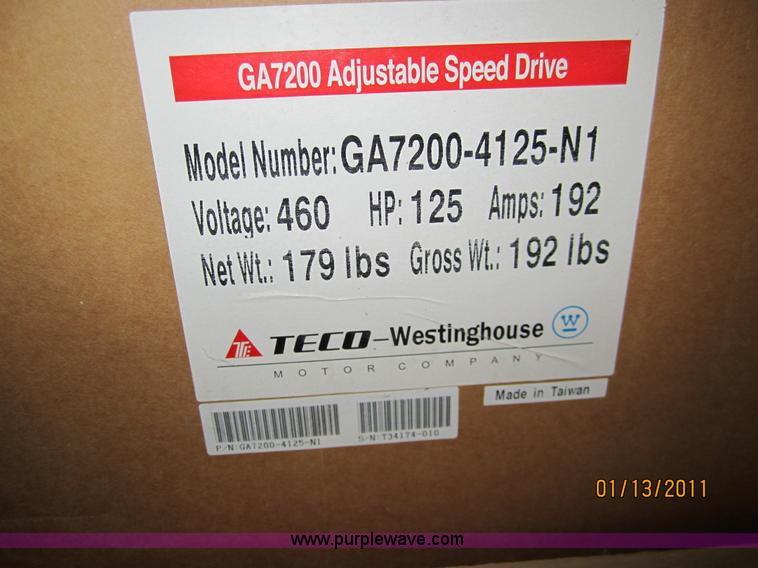 GA7200 Adjustable Speed Drive
Model Number: GA7200-4125-N1
Voltage: 460 HP: 125 Amps: 192
Net Wt.: 179 lbs Gross Wt.: 192 lbs
TECO-Westinghouse W
MOTOR COMPANY
Made in Taiwan
P/N:GA7200-4125-N1 S/N:T34174-010
01/13/2011
www.purplewave.com